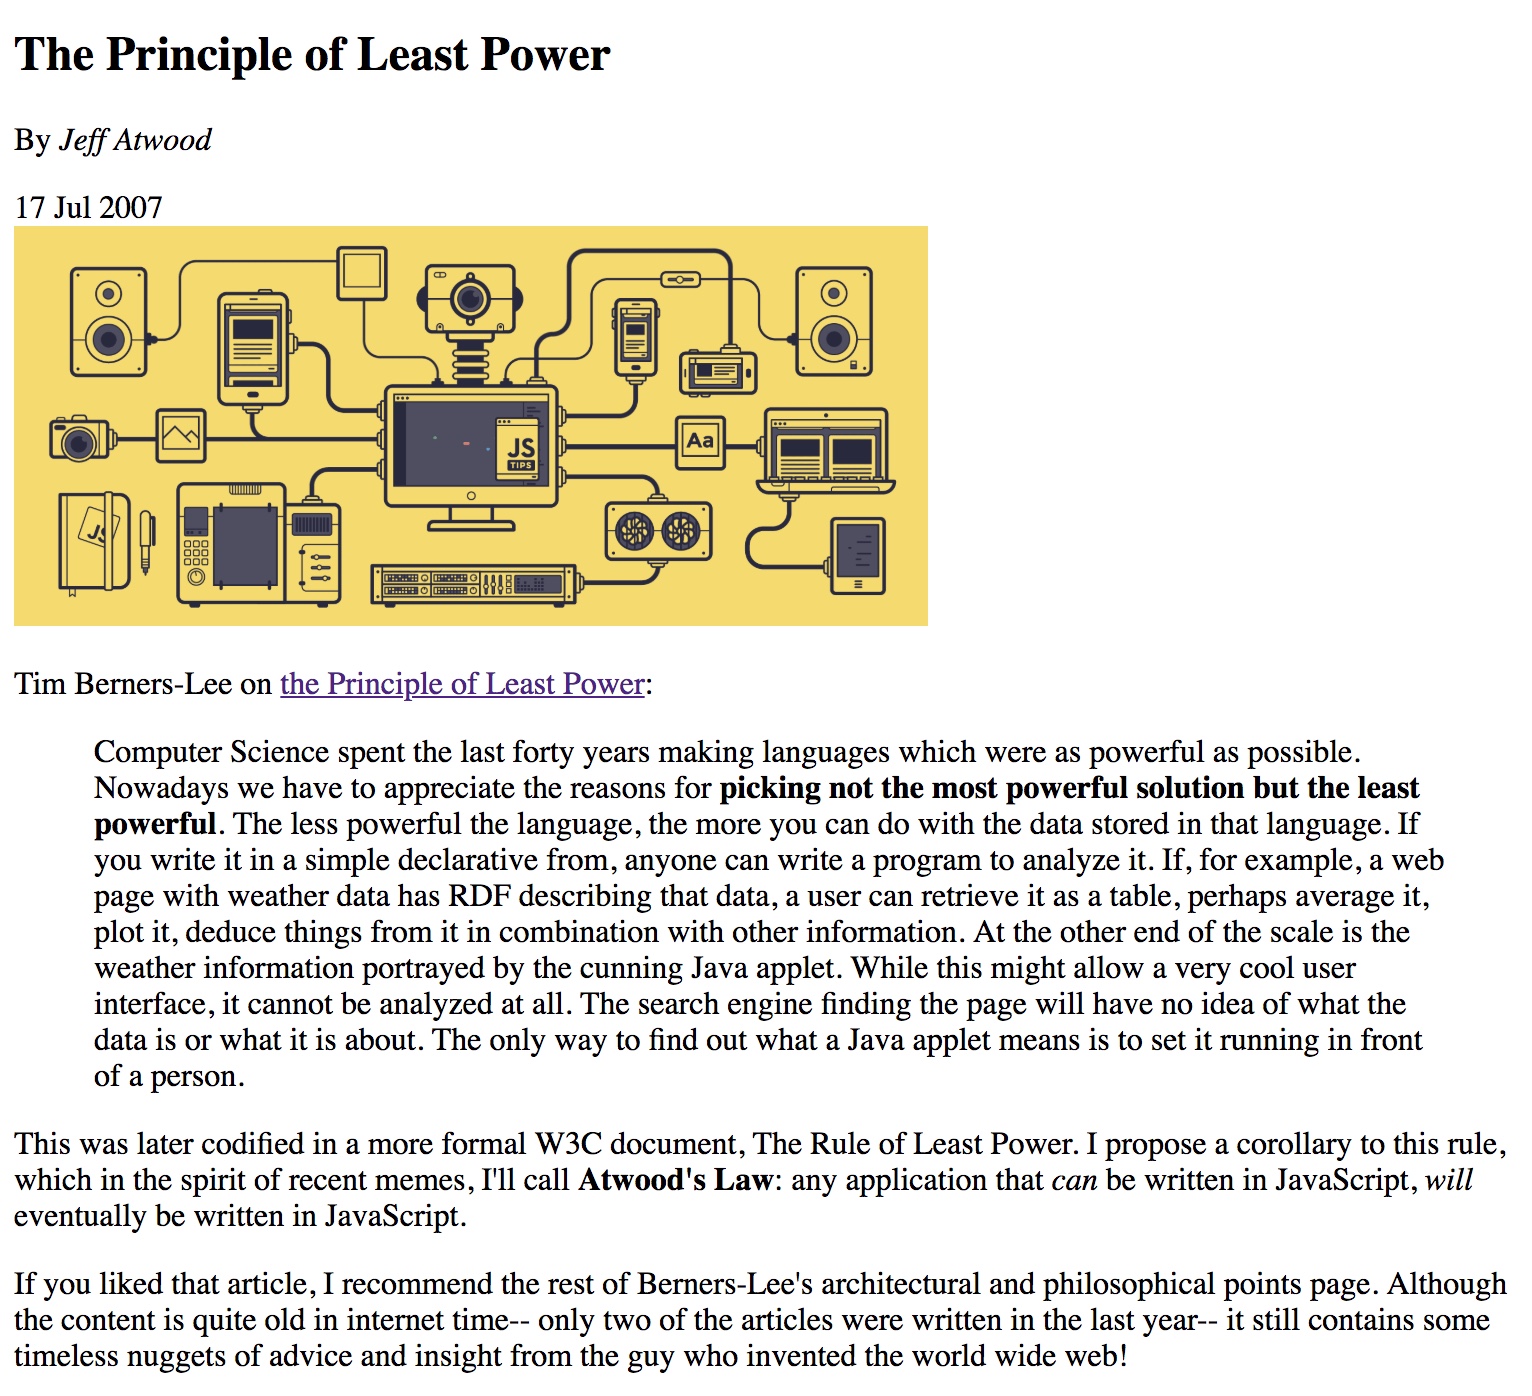 The Principle of Least Power
By Jeff Atwood
17 Jul 2007
JS
TIPS
Aa
JS
Tim Berners-Lee on the Principle of Least Power:
Computer Science spent the last forty years making languages which were as powerful as possible.
Nowadays we have to appreciate the reasons for picking not the most powerful solution but the least
powerful. The less powerful the language, the more you can do with the data stored in that language. If
you write it in a simple declarative from, anyone can write a program to analyze it. If, for example, a web
page with weather data has RDF describing that data, a user can retrieve it as a table, perhaps average it,
plot it, deduce things from it in combination with other information. At the other end of the scale is the
weather information portrayed by the cunning Java applet. While this might allow a very cool user
interface, it cannot be analyzed at all. The search engine finding the page will have no idea of what the
data is or what it is about. The only way to find out what a Java applet means is to set it running in front
of a person.
This was later codified in a more formal W3C document, The Rule of Least Power. I propose a corollary to this rule,
which in the spirit of recent memes, I'll call Atwood's Law: any application that can be written in JavaScript, will
eventually be written in JavaScript.
If you liked that article, I recommend the rest of Berners-Lee's architectural and philosophical points page. Although
the content is quite old in internet time-- only two of the articles were written in the last year-- it still contains some
timeless nuggets of advice and insight from the guy who invented the world wide web!